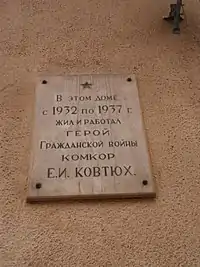 В ЭТОМ ДОМЕ
С 1932 ПО 1937 Г.
ЖИЛ И РАБОТАЛ
ГЕРОЙ
ГРАЖДАНСКОЙ ВОЙНЫ
КОМКОР
Е.И. КОВТЮХ.